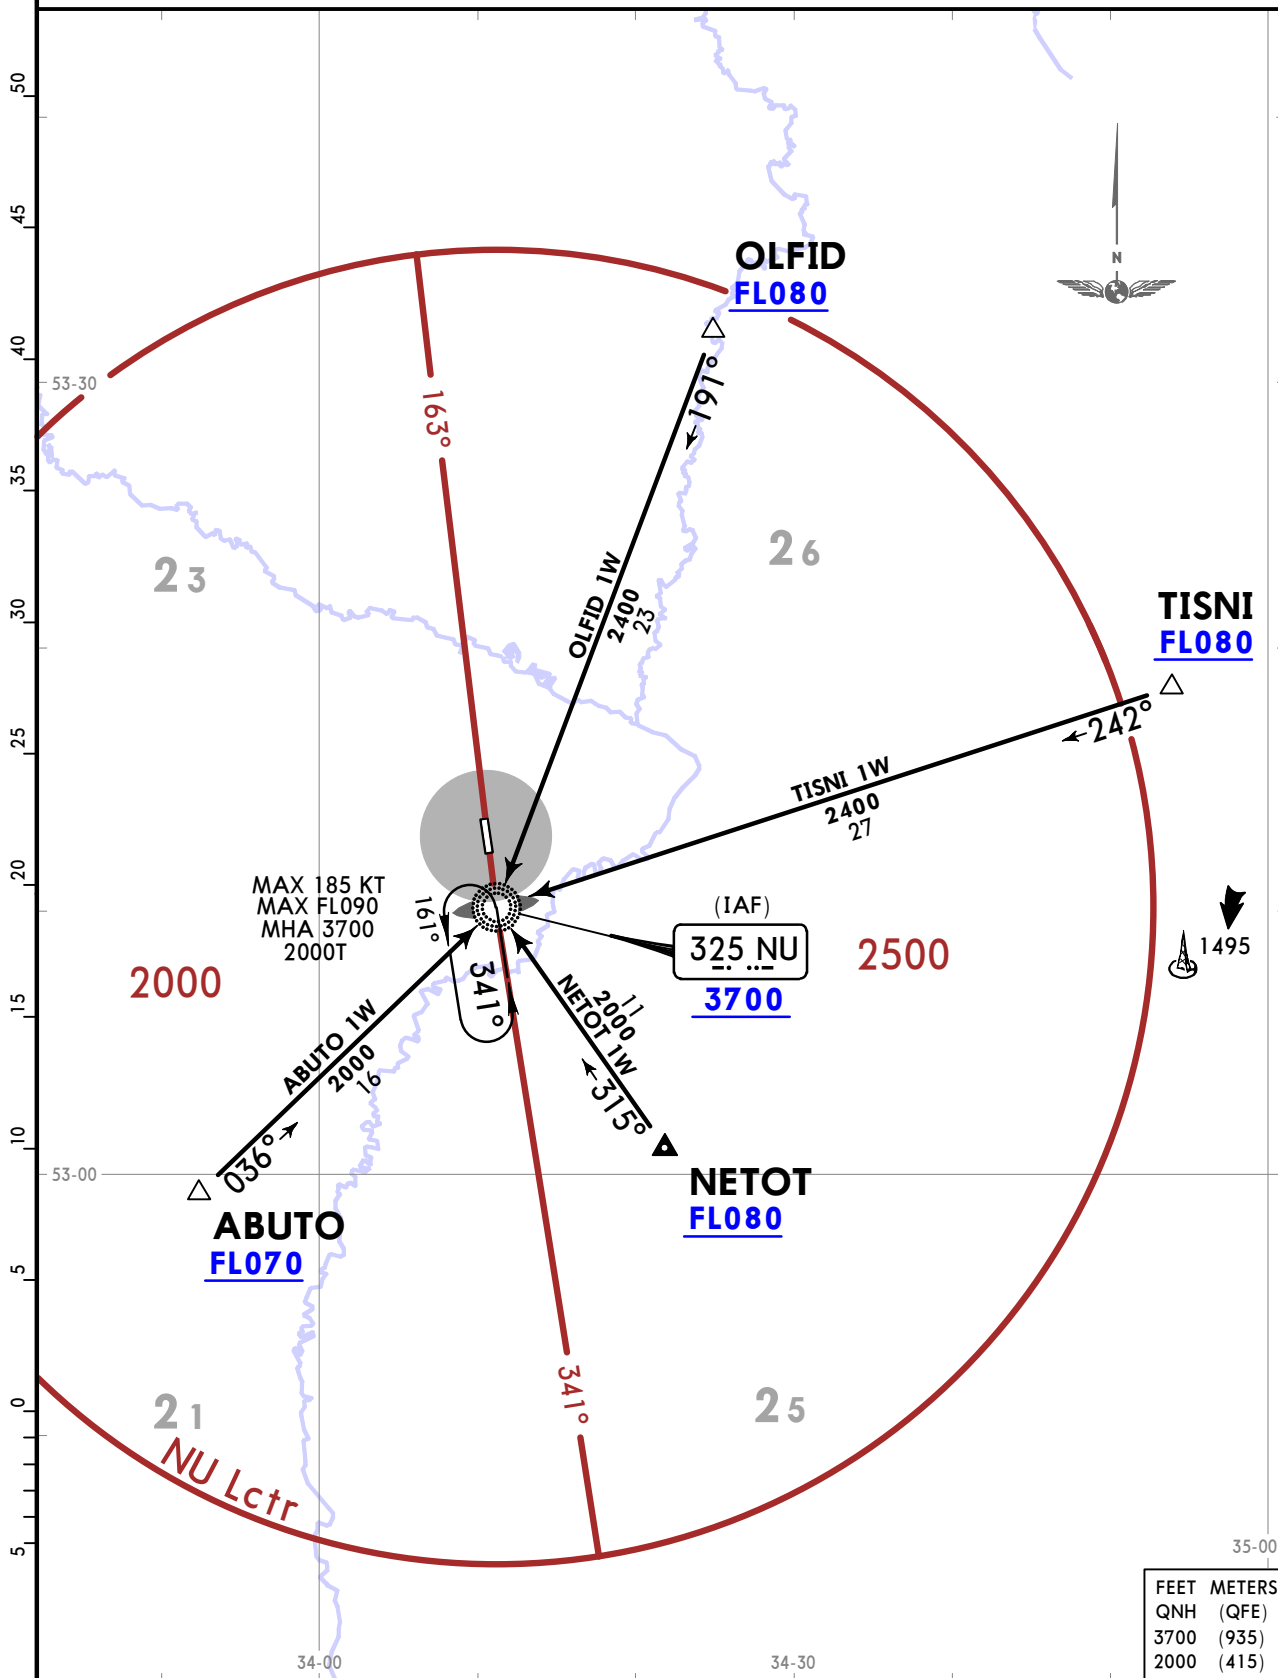 50
45
N
OLFID
FL080
40
53-30
191°
163°
35
23
26
OLFID 1W
2400
23
30
TISNI
FL080
242°
25
TISNI 1W
2400
27
20
MAX 185 KT
MAX FL090
MHA 3700
2000T
161°
341°
(IAF)
325 NU
3700
2000
2500
1495
15
ABUTO 1W
2000
16
036°
11
2000
NETOT 1W
315°
10
53-00
NETOT
FL080
ABUTO
FL070
5
341°
0
21
25
NU Lctr
5
35-00
FEET METERS
QNH (QFE)
3700 (935)
2000 (415)
34-00
34-30